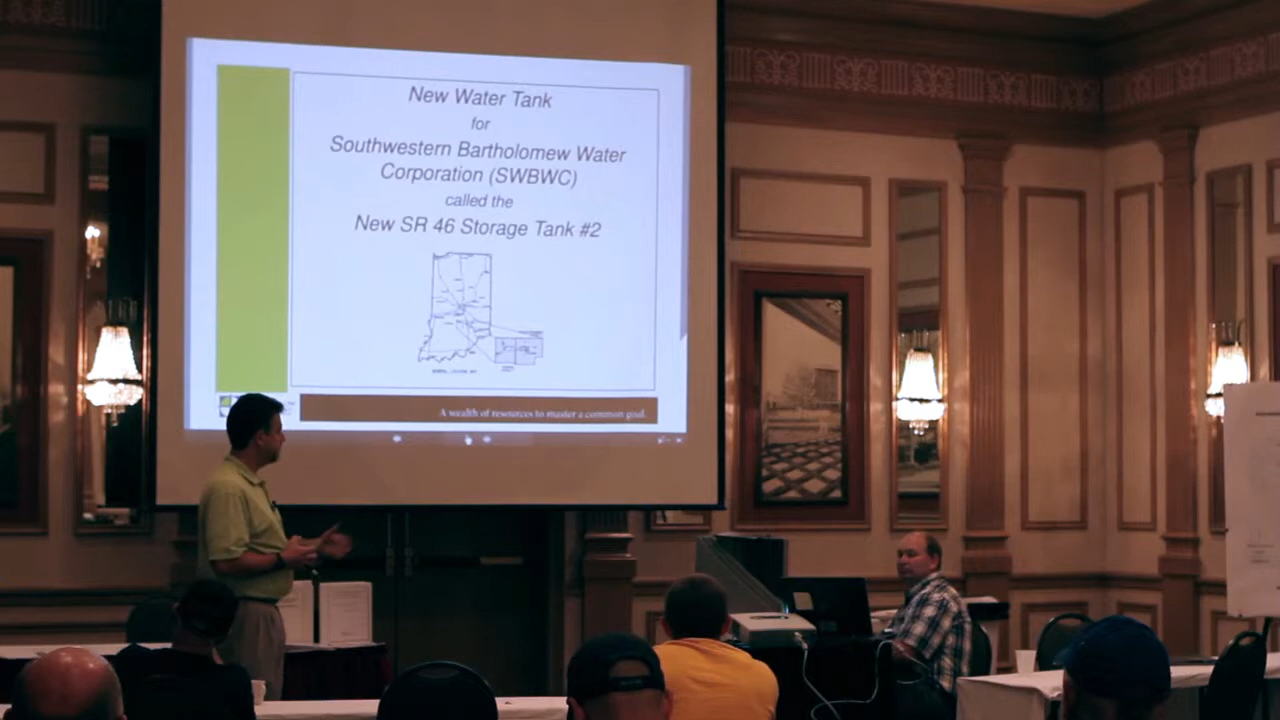 New Water Tank
for
Southwestern Bartholomew Water
Corporation (SWBWC)
called the
New SR 46 Storage Tank #2
A wealth of resources to master a common goal.